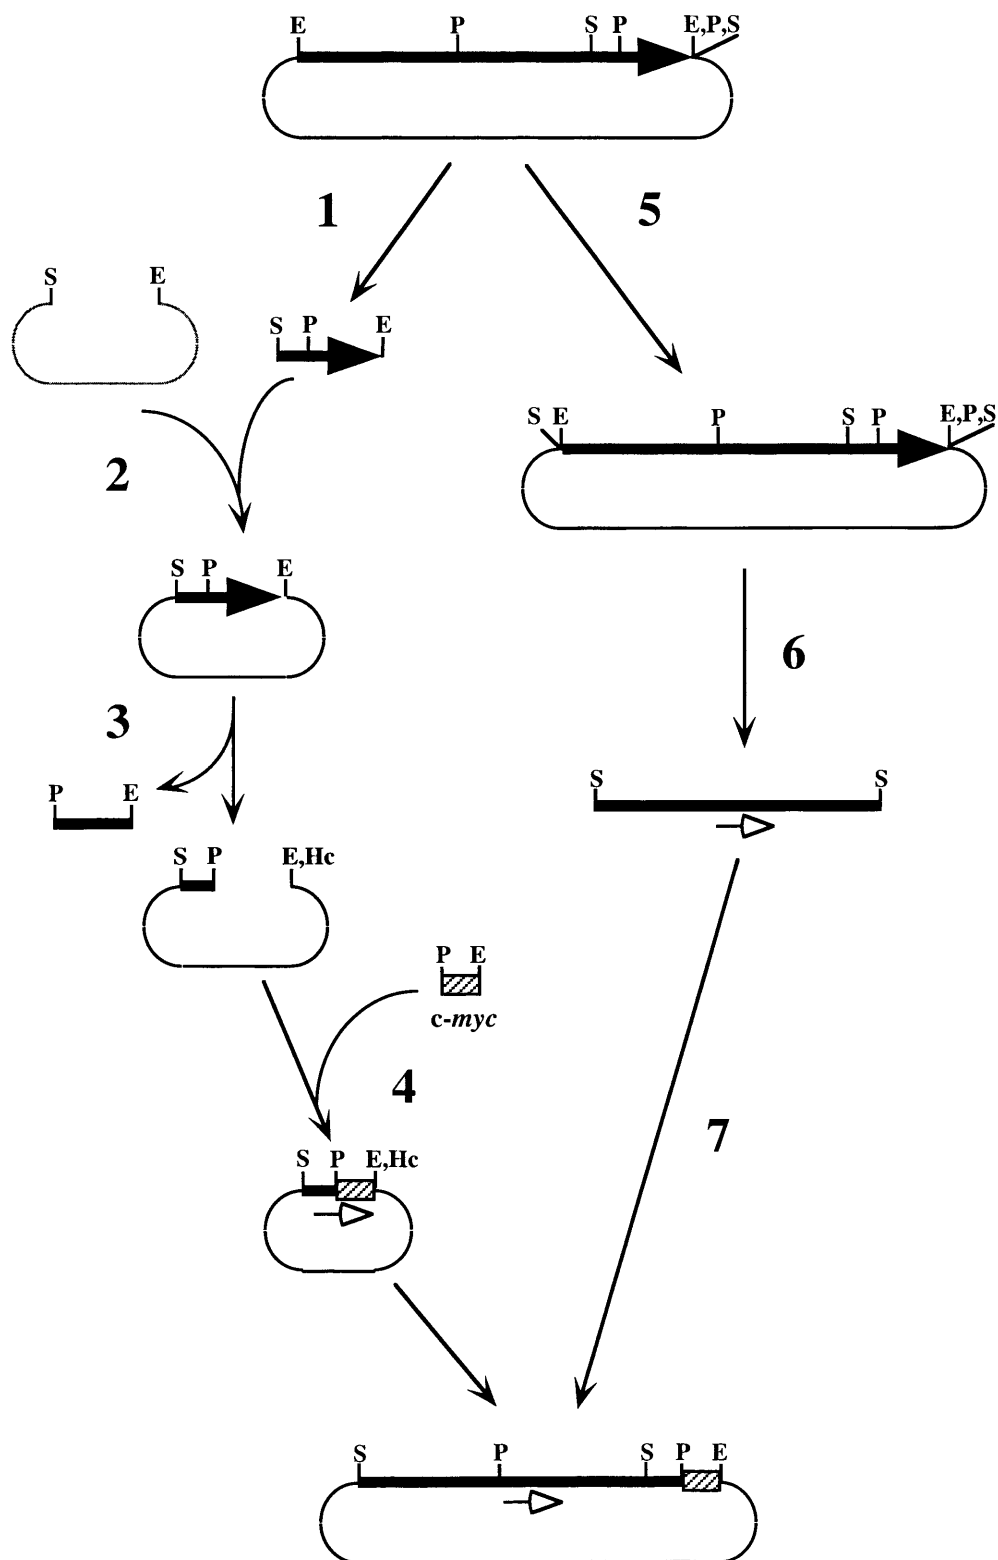 E P S P E,P,S
1 5
S E
S P E
S E P S P E,P,S
2
S P E
6
3
P E
S S
S P E,Hc
P E
c-myc
4
7
S P E,Hc
S P S P E